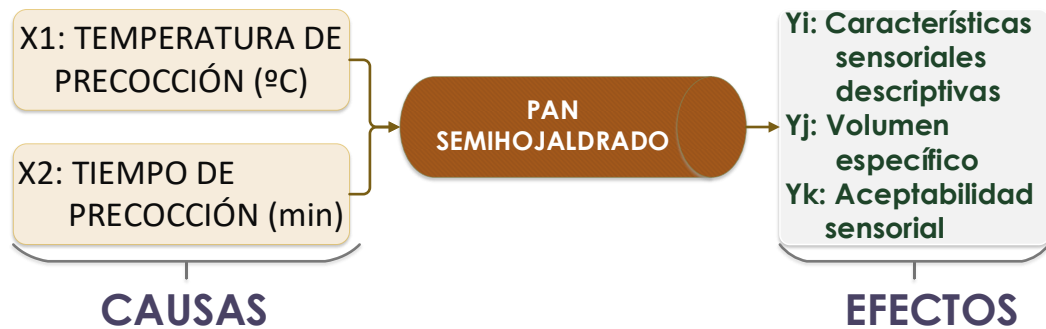 X1: TEMPERATURA DE
PRECOCCIÓN (ºC)
X2: TIEMPO DE
PRECOCCIÓN (min)
CAUSAS
PAN
SEMIHOJALDRADO
Yi: Características
sensoriales
descriptivas
Yj: Volumen
específico
Yk: Aceptabilidad
sensorial
EFECTOS